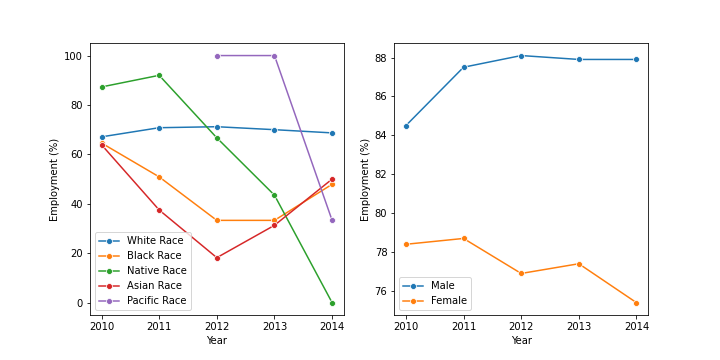 100
80
60
40
20
0
Employment (%)
White Race
Black Race
Native Race
Asian Race
Pacific Race
2010 2011 2012 2013 2014
Year
88
86
84
82
80
78
76
Employment (%)
Male
Female
2010 2011 2012 2013 2014
Year